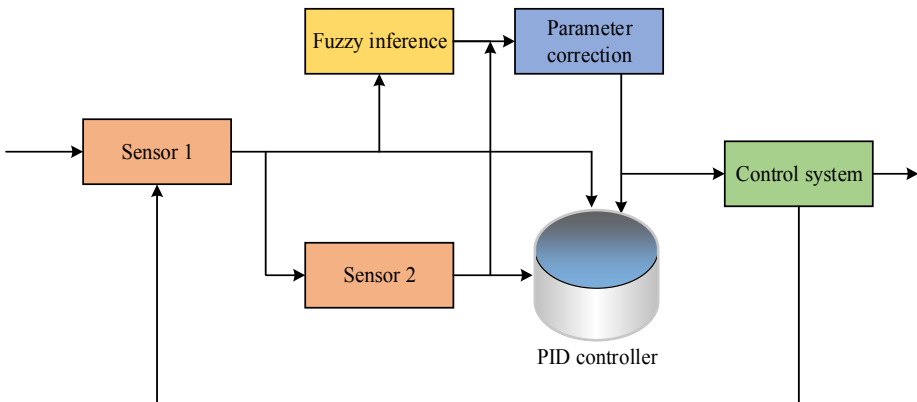 Fuzzy inference
Parameter
correction
Sensor 1
Control system
Sensor 2
PID controller